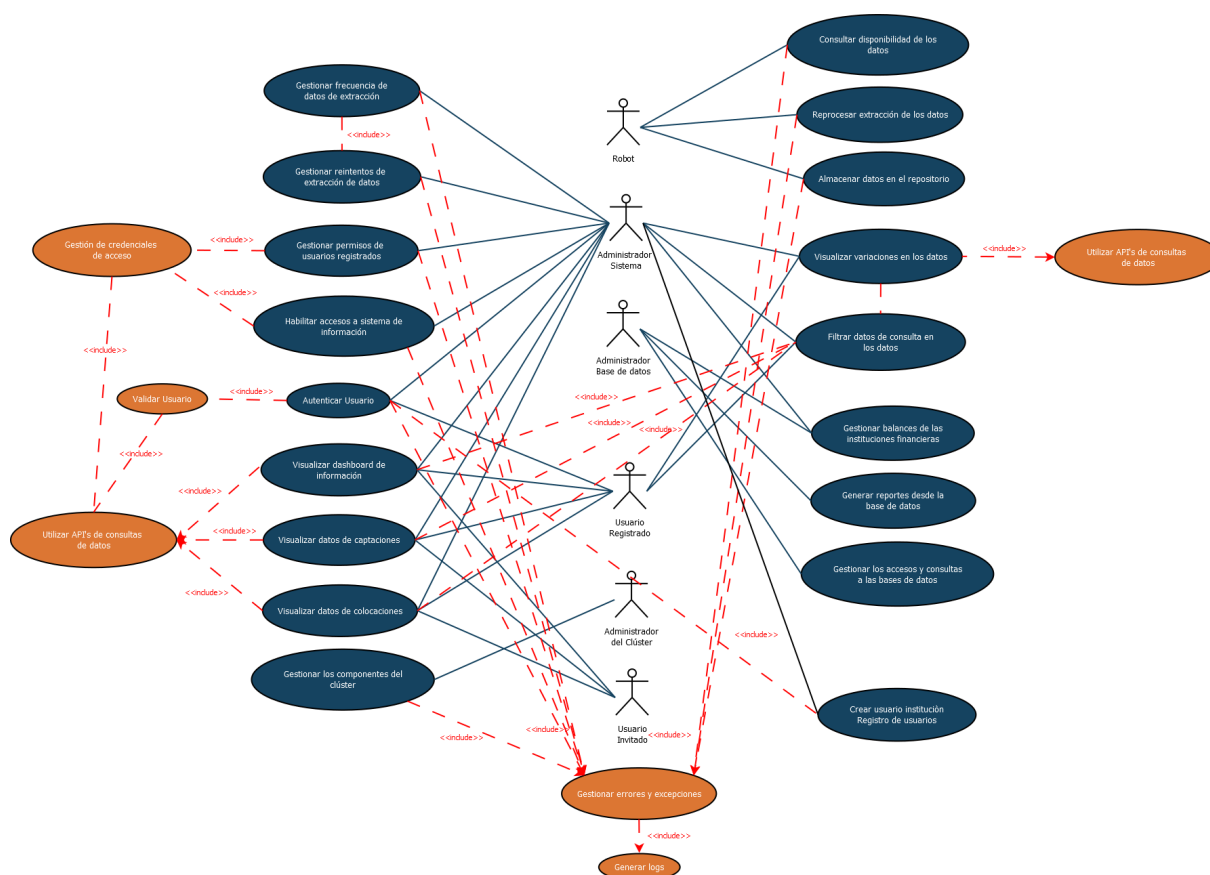 Consultar disponibilidad de los
datos
Gestionar frecuencia de
datos de extracción
Reprocesar extracción de los datos
<<include>>
Robot
Gestionar reintentos de
extracción de datos
Almacenar datos en el repositorio
Gestión de credenciales
de acceso
<<include>>
Gestionar permisos de
usuarios registrados
Administrador
Sistema
Visualizar variaciones en los datos
<<include>>
Utilizar API's de consultas
de datos
Habilitar accesos a sistema de
información
<<include>>
<<include>>
Administrador
Base de datos
Filtrar datos de consulta en
los datos
Validar Usuario
<<include>>
Autenticar Usuario
<<include>>
<<include>>
<<include>>
Gestionar balances de las
instituciones financieras
Visualizar dashboard de
información
<<include>>
<<include>>
Usuario
Registrado
Generar reportes desde la
base de datos
Utilizar API's de consultas
de datos
<<include>>
Visualizar datos de captaciones
Gestionar los accesos y consultas
a las bases de datos
<<include>>
Visualizar datos de colocaciones
Administrador
del Clúster
<<include>>
Gestionar los componentes del
clúster
Crear usuario institución
Registro de usuarios
Usuario
Invitado
<<include>>
<<include>>
<<include>>
Gestionar errores y excepciones
<<include>>
Generar logs